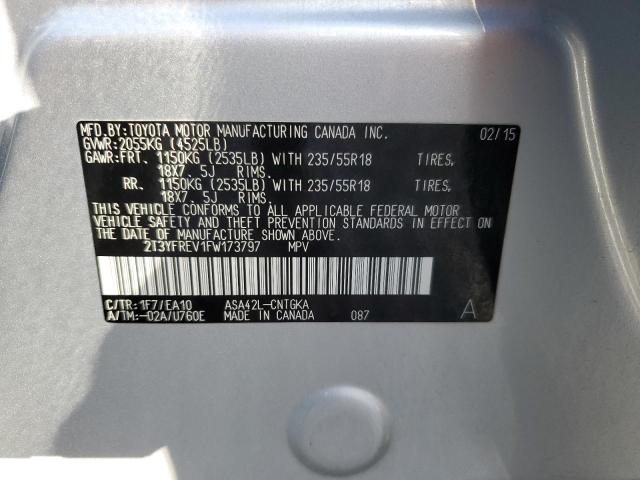 MFD.BY:TOYOTA MOTOR MANUFACTURING CANADA INC. 02/15
GVWR:2055KG (4525LB)
GAWR:FRT. 1150KG (2535LB) WITH 235/55R18 TIRES,
18X7. 5J RIMS.
RR. 1150KG (2535LB) WITH 235/55R18 TIRES,
18X7. 5J RIMS.
THIS VEHICLE CONFORMS TO ALL APPLICABLE FEDERAL MOTOR
VEHICLE SAFETY AND THEFT PREVENTION STANDARDS IN EFFECT ON
THE DATE OF MANUFACTURE SHOWN ABOVE.
2T3YFREV1FW173797 MPV
C/TR:1F7/EA10 ASA42L-CNTGKA
A/TM:-02A/U760E MADE IN CANADA 087 A